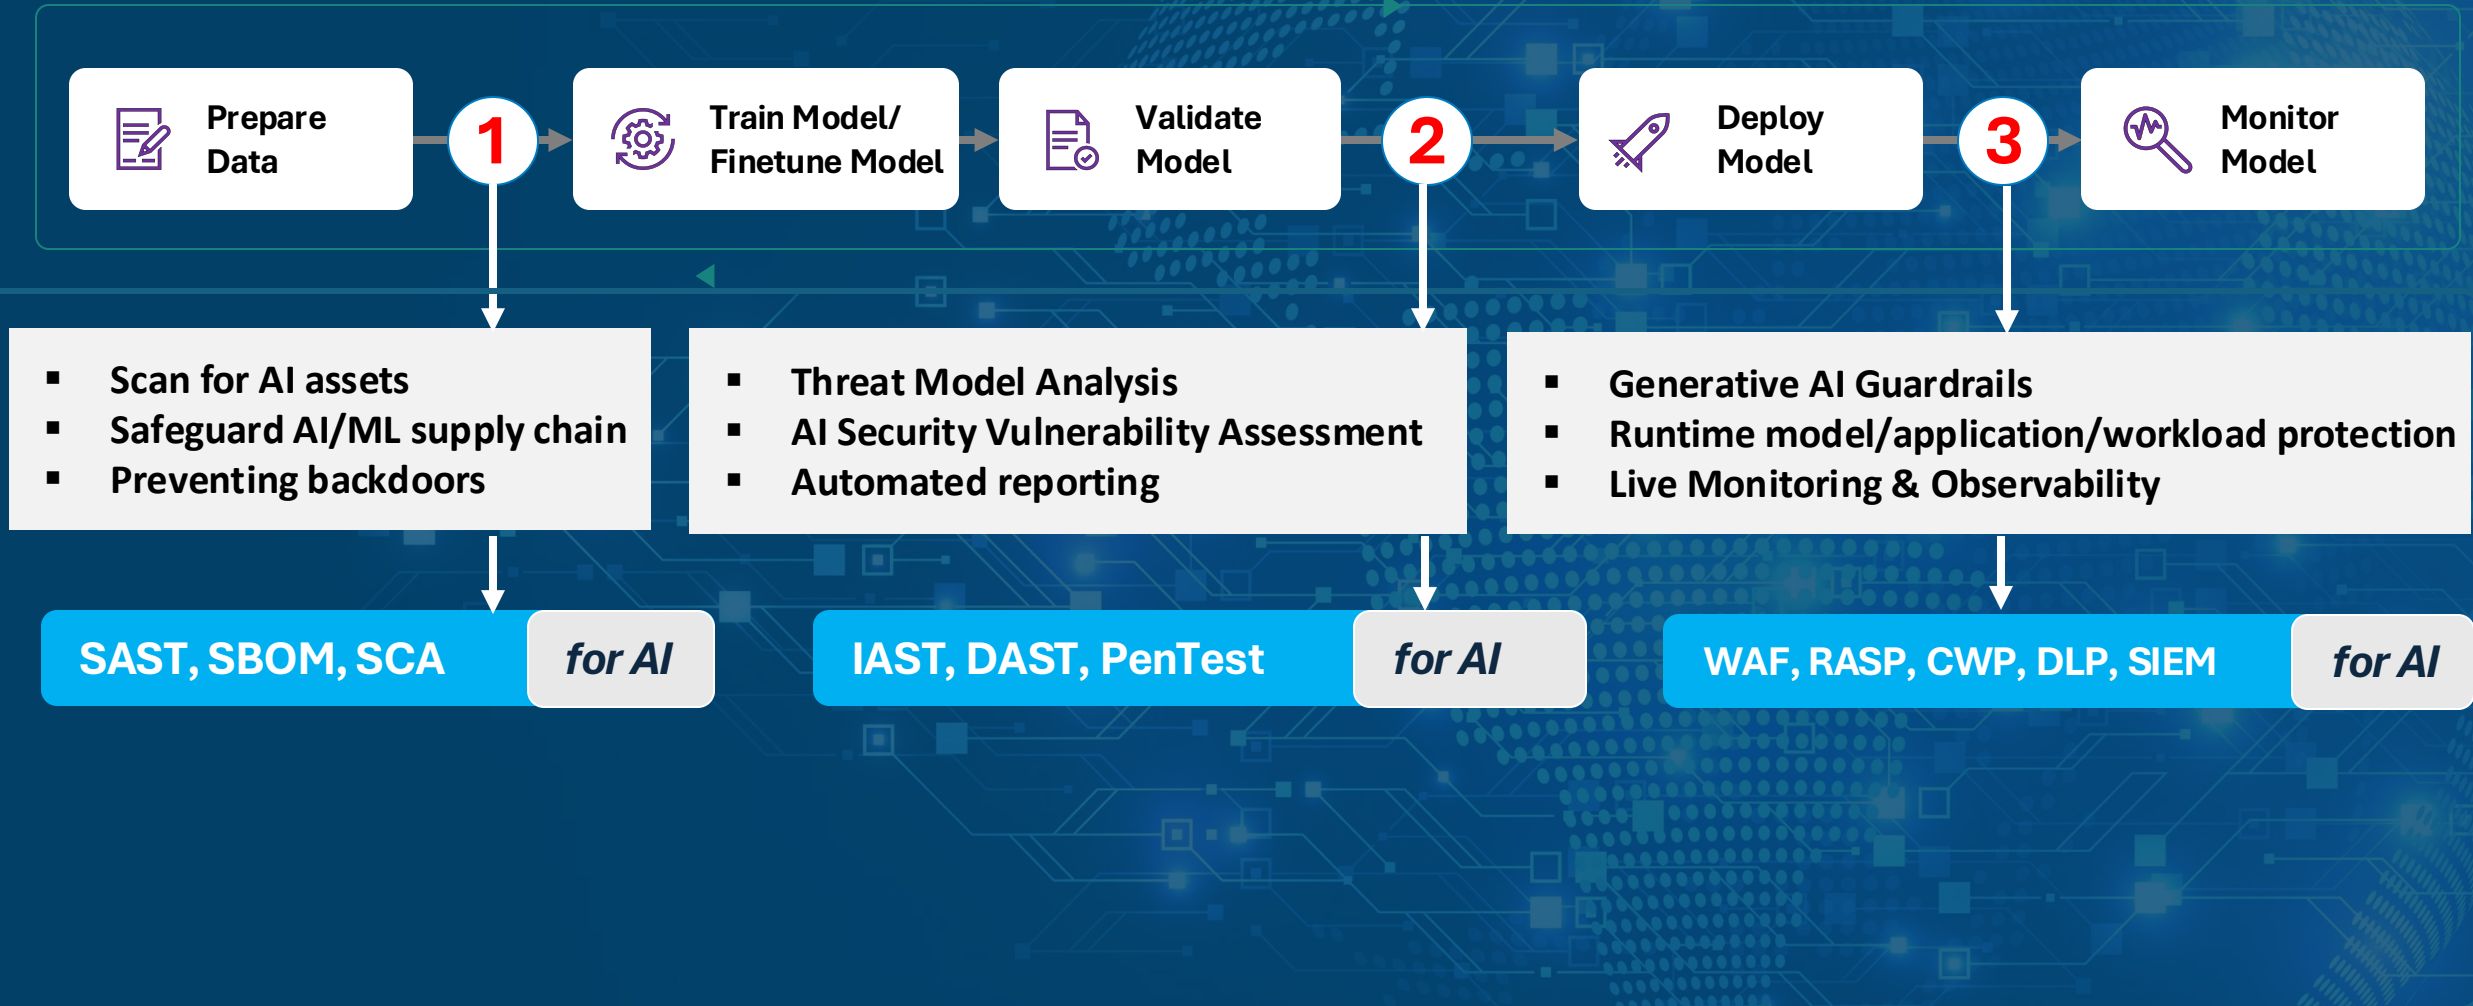 Prepare
Data
1
Train Model/
Finetune Model
Validate
Model
2
Deploy
Model
3
Monitor
Model
▪ Scan for AI assets
▪ Safeguard AI/ML supply chain
▪ Preventing backdoors
▪ Threat Model Analysis
▪ AI Security Vulnerability Assessment
▪ Automated reporting
▪ Generative AI Guardrails
▪ Runtime model/application/workload protection
▪ Live Monitoring & Observability
SAST, SBOM, SCA
for AI
IAST, DAST, PenTest
for AI
WAF, RASP, CWP, DLP, SIEM
for AI